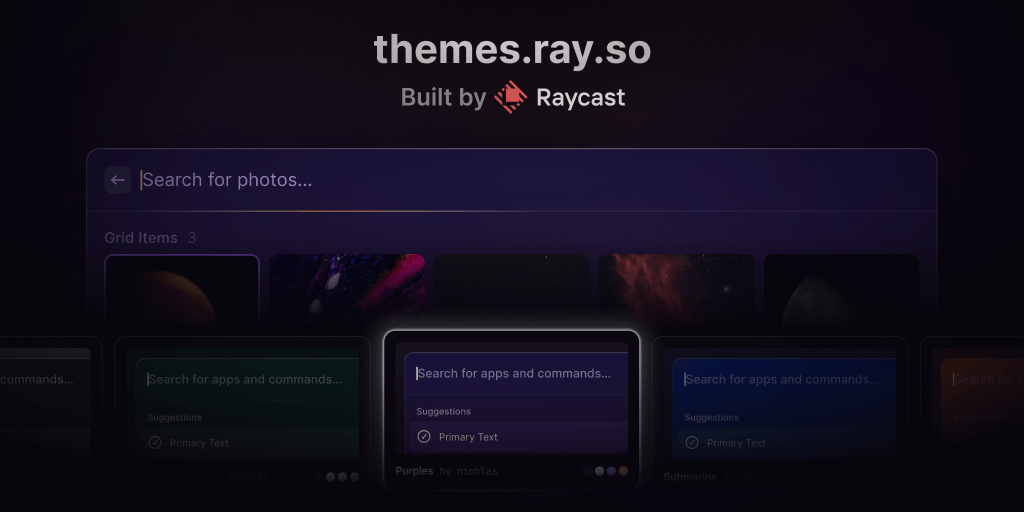 themes.ray.so
Built by Raycast
Search for photos...
Grid Items 3
commands...
Search for apps and commands...
Suggestions
Primary Text
Search for apps and commands...
Suggestions
Primary Text
Purples by nichlas
Search for apps and commands...
Suggestions
Primary Text
Submarine
Search for a